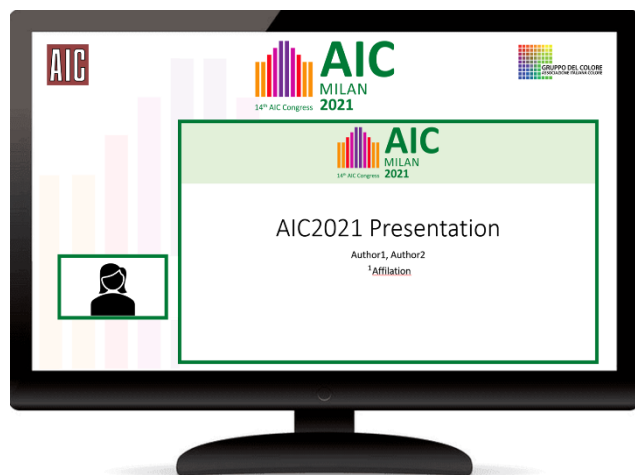 AIC
AIC
MILAN
14th AIC Congress 2021
GRUPPO DEL COLORE
ASSOCIAZIONE ITALIANA COLORE
AIC
MILAN
14th AIC Congress 2021
AIC2021 Presentation
Author1, Author2
1Affilation